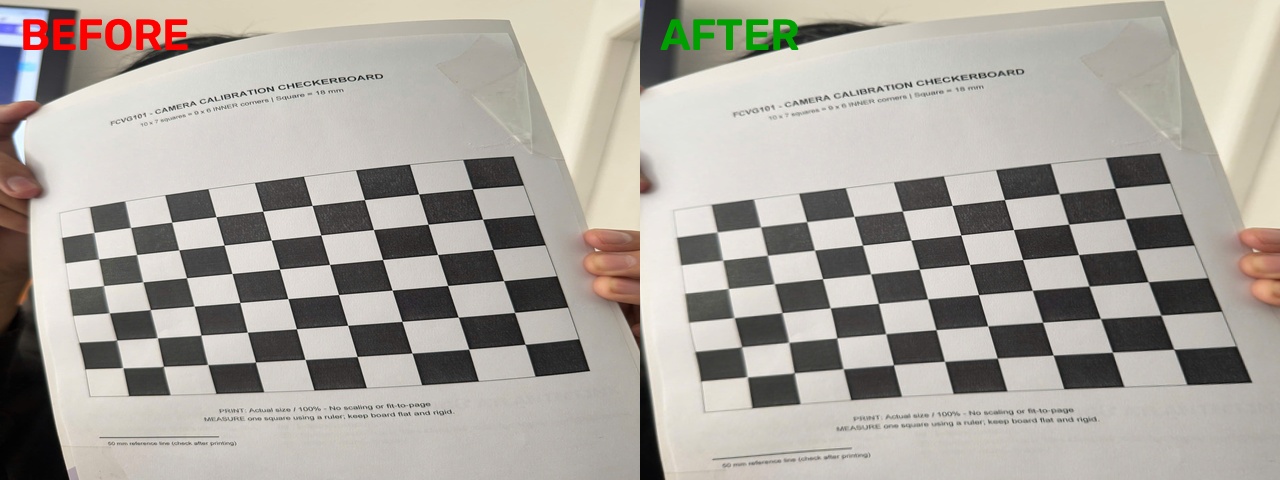 BEFORE
FCVG101 - CAMERA CALIBRATION CHECKERBOARD
10 x 7 squares = 9 x 6 INNER corners | Square = 18 mm
PRINT: Actual size / 100% - No scaling or fit-to-page
MEASURE one square using a ruler; keep board flat and rigid.
50 mm reference line (check after printing)
AFTER
FCVG101 - CAMERA CALIBRATION CHECKERBOARD
10 x 7 squares = 9 x 6 INNER corners | Square = 18 mm
PRINT: Actual size / 100% - No scaling or fit-to-page
MEASURE one square using a ruler; keep board flat and rigid.
50 mm reference line (check after printing)